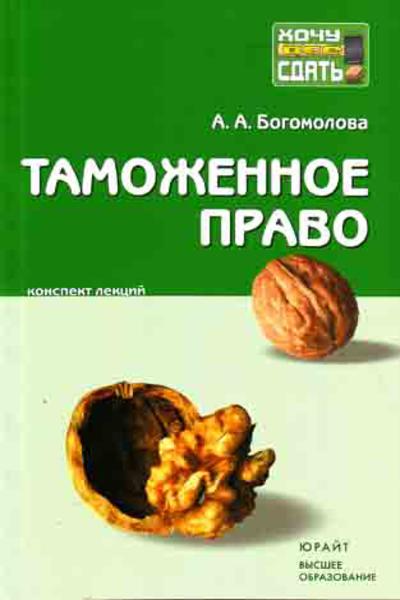 ХОЧУ
СДАТЬ!
А. А. Богомолова
ТАМОЖЕННОЕ
ПРАВО
конспект лекций
ЮРАЙТ
ВЫСШЕЕ
ОБРАЗОВАНИЕ